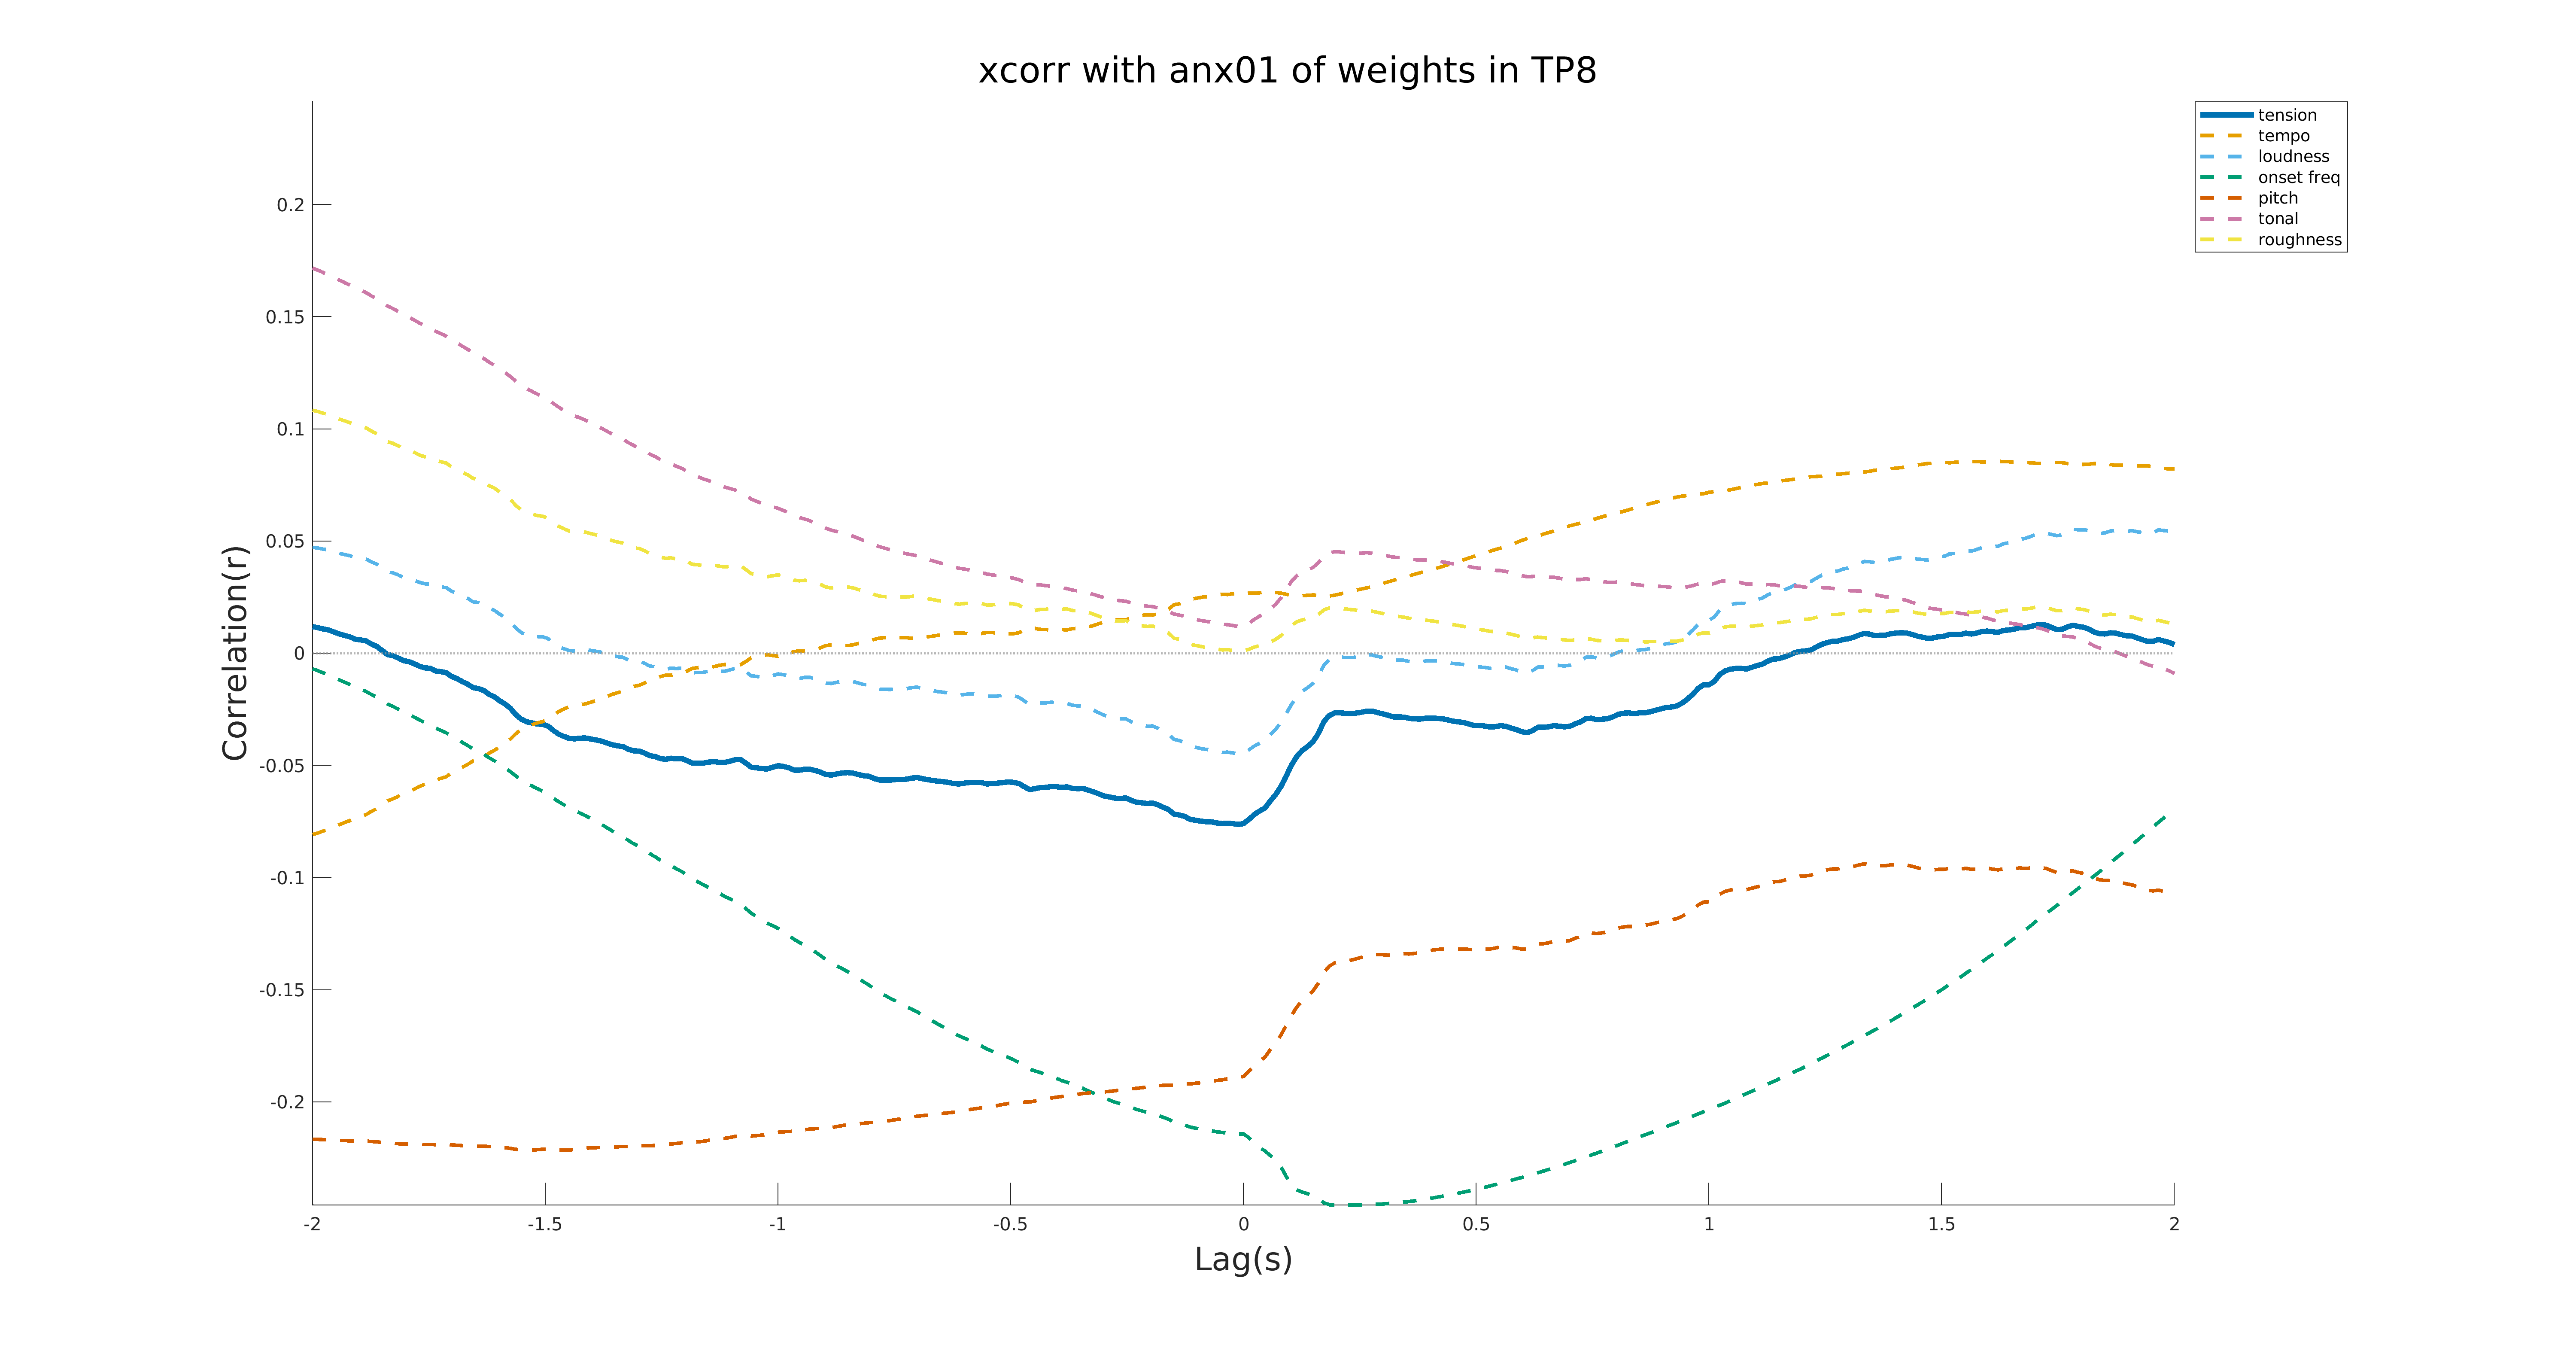 xcorr with anx01 of weights in TP8
tension
tempo
loudness
onset freq
pitch
tonal
roughness
0.2
0.15
0.1
0.05
0
-0.05
-0.1
-0.15
-0.2
Correlation(r)
-2
-1.5
-1
-0.5
0
0.5
1
1.5
2
Lag(s)